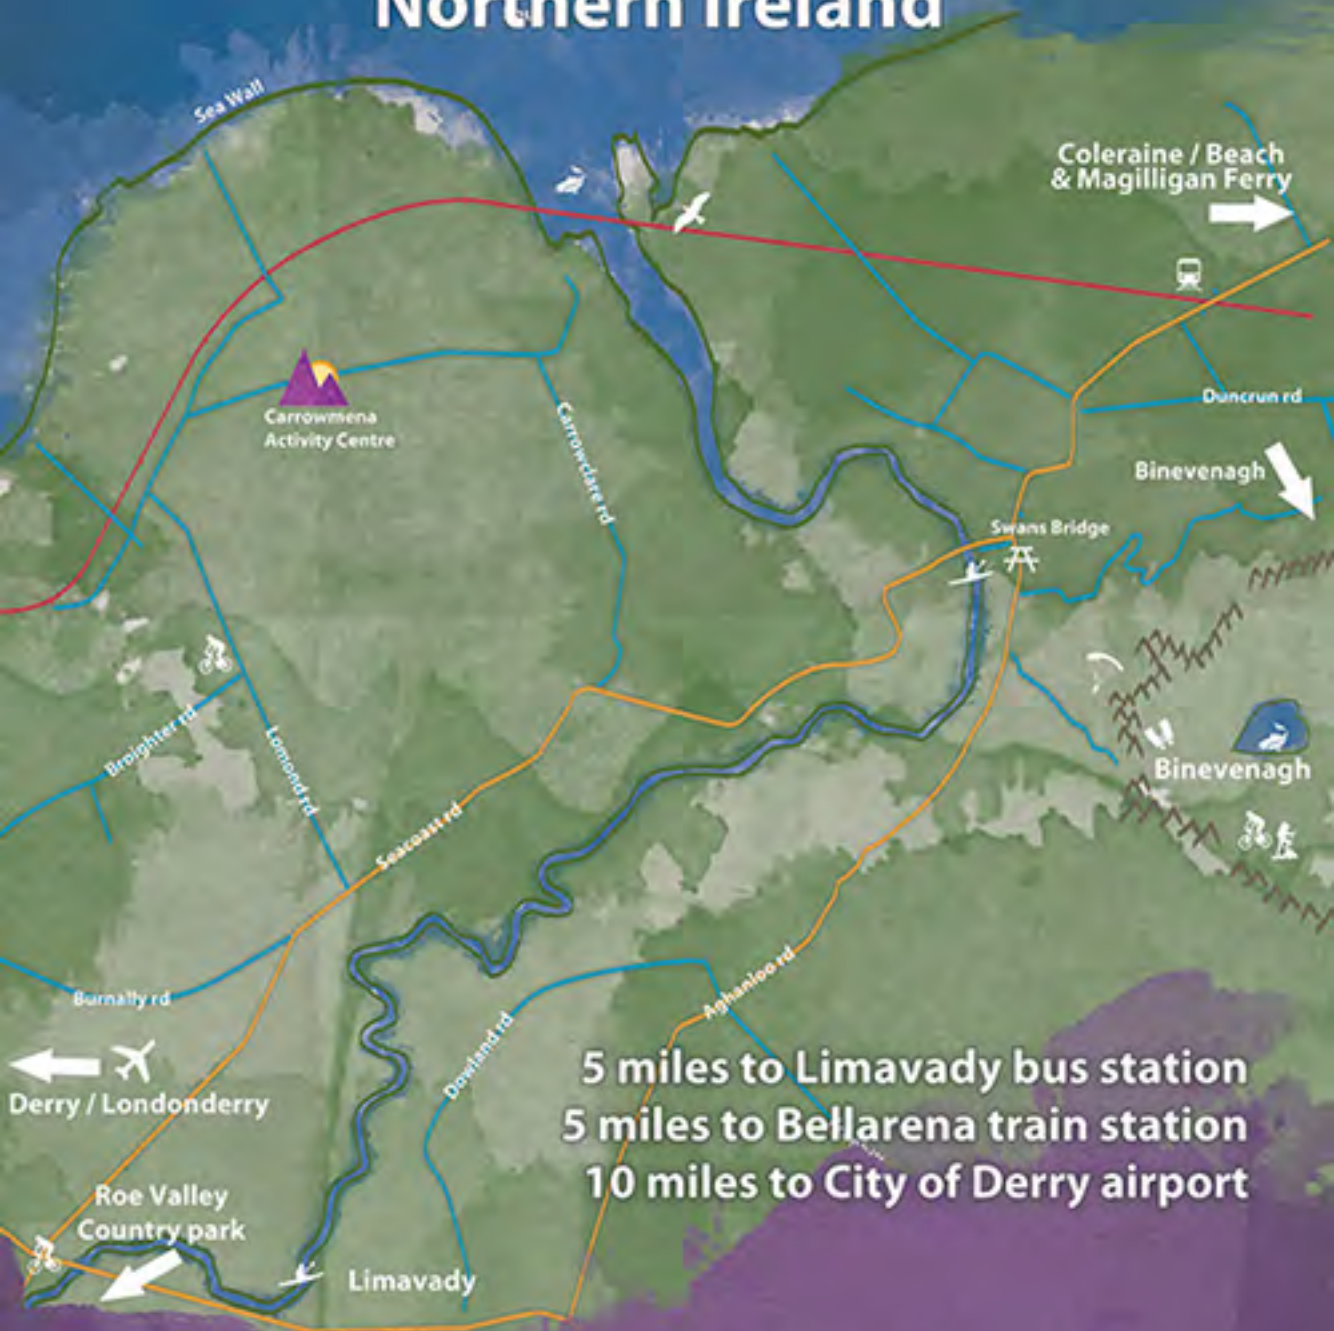 Northern Ireland
Sea Wall
Coleraine / Beach
& Magilligan Ferry
Duncrun rd
Carrowmena
Activity Centre
Carrowclare rd
Binevenagh
Swans Bridge
Broighter rd
Lomond rd
Binevenagh
Seacoast rd
Burnally rd
Aghanloo rd
Dowland rd
Derry / Londonderry
5 miles to Limavady bus station
5 miles to Bellarena train station
10 miles to City of Derry airport
Roe Valley
Country park
Limavady